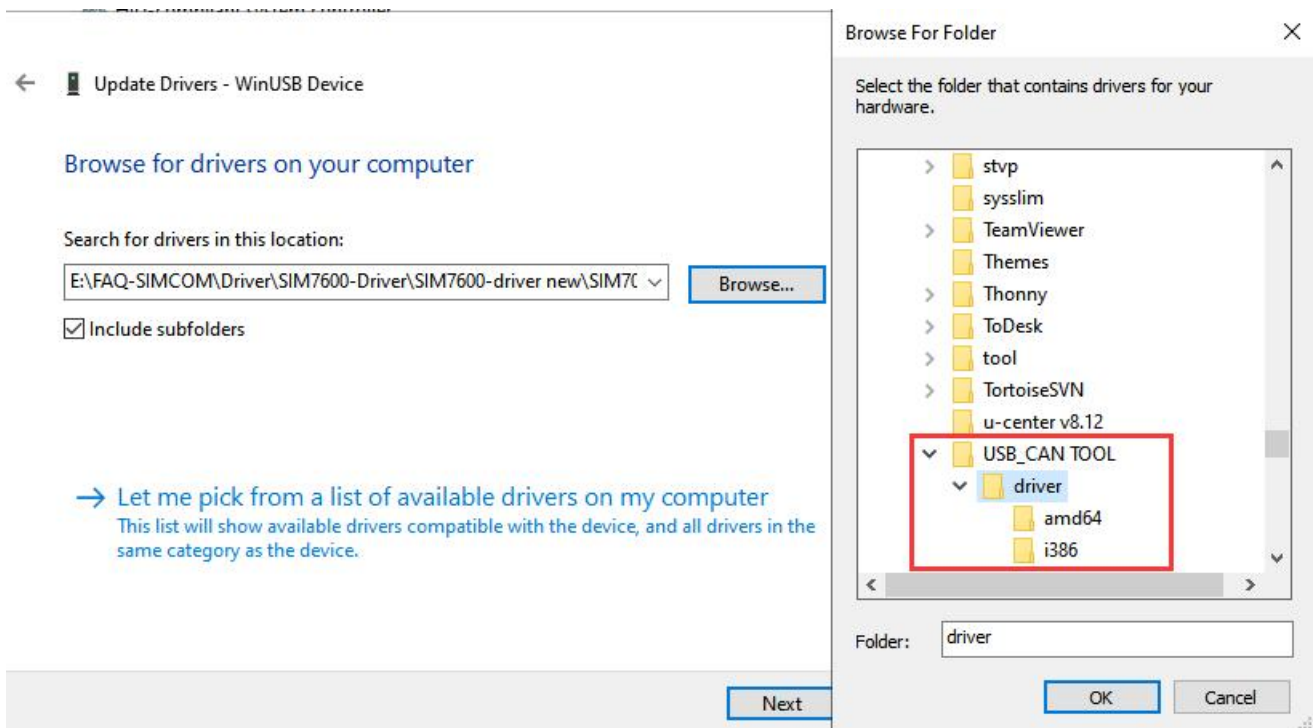 Update Drivers - WinUSB Device
Browse for drivers on your computer
Search for drivers in this location:
E:\FAQ-SIMCOM\Driver\SIM7600-Driver\SIM7600-driver new\SIM70
Browse...
Include subfolders
Let me pick from a list of available drivers on my computer
This list will show available drivers compatible with the device, and all drivers in the
same category as the device.
Next
Browse For Folder
Select the folder that contains drivers for your
hardware.
stvp
sysslim
TeamViewer
Themes
Thonny
ToDesk
tool
TortoiseSVN
u-center v8.12
USB_CAN TOOL
driver
amd64
i386
Folder:
driver
OK
Cancel